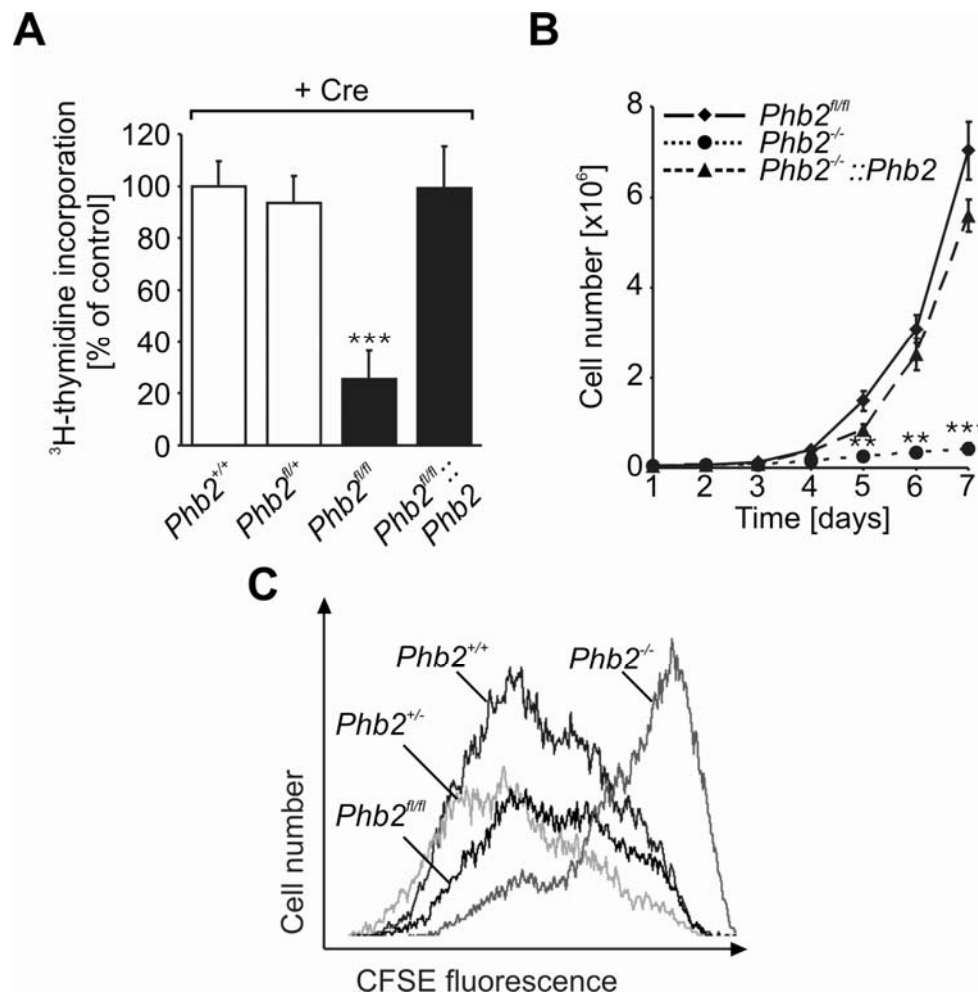 A
+ Cre
³H-thymidine incorporation
[% of control]
120
100
80
60
40
20
0
***
Phb2+/+
Phb2fl/+
Phb2fl/fl
Phb2fl/fl::
Phb2
B
Phb2fl/fl
Phb2-/-
Phb2-/-::Phb2
Cell number [x10⁶]
8
6
4
2
0
** ** ***
1 2 3 4 5 6 7
Time [days]
C
Phb2+/+
Phb2-/-
Phb2+/-
Phb2fl/fl
Cell number
CFSE fluorescence